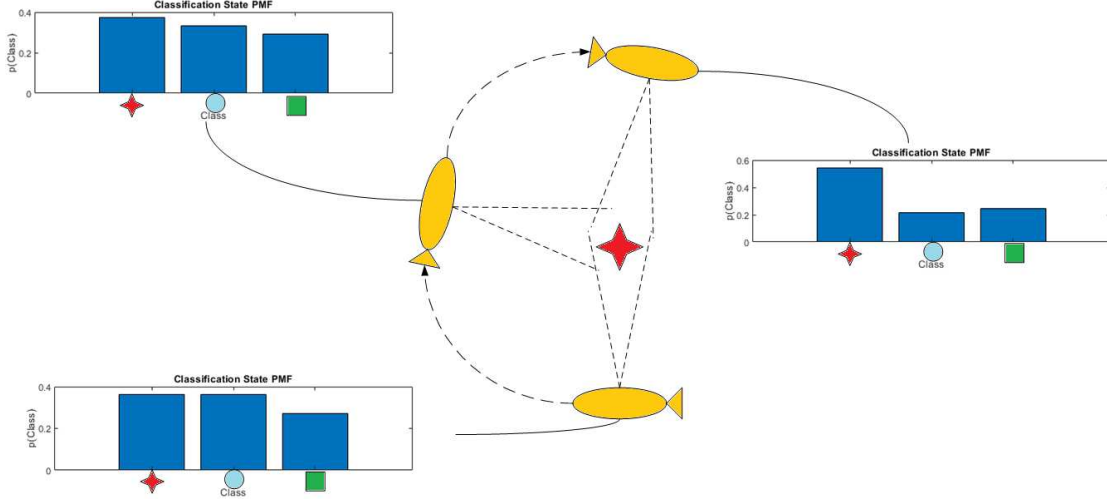 Classification State PMF
p(Class)
0.4
0.2
0
Class
Classification State PMF
p(Class)
0.6
0.4
0.2
0
Class
Classification State PMF
p(Class)
0.4
0.2
0
Class